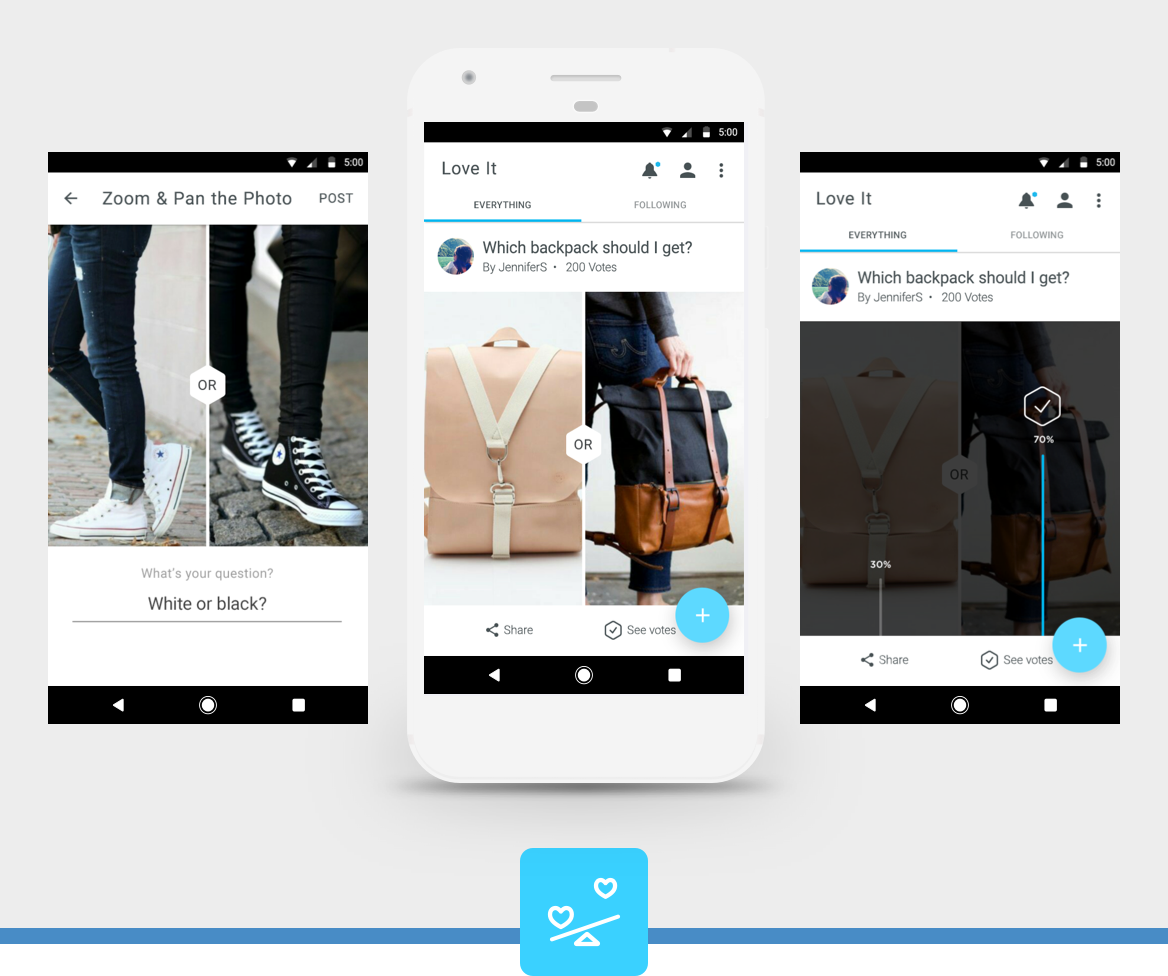 5:00
Zoom & Pan the Photo POST
OR
What's your question?
White or black?
5:00
Love It
EVERYTHING FOLLOWING
Which backpack should I get?
By JenniferS • 200 Votes
OR
Share See votes
+
5:00
Love It
EVERYTHING FOLLOWING
Which backpack should I get?
By JenniferS • 200 Votes
70%
OR
30%
Share See votes
+